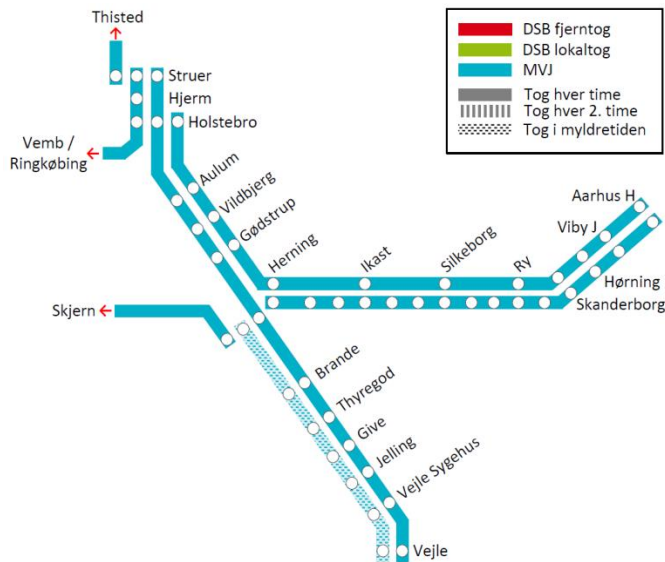 Thisted
DSB fjerntog
DSB lokaltog
MVJ
Tog hver time
Tog hver 2. time
Tog i myldretiden
Struer
Hjerm
Holstebro
Vemb /
Ringkøbing
Aulum
Vildbjerg
Gødstrup
Herning
Ikast
Silkeborg
Ry
Viby J
Aarhus H
Hørning
Skanderborg
Skjern
Brande
Thyregod
Give
Jelling
Vejle Sygehus
Vejle